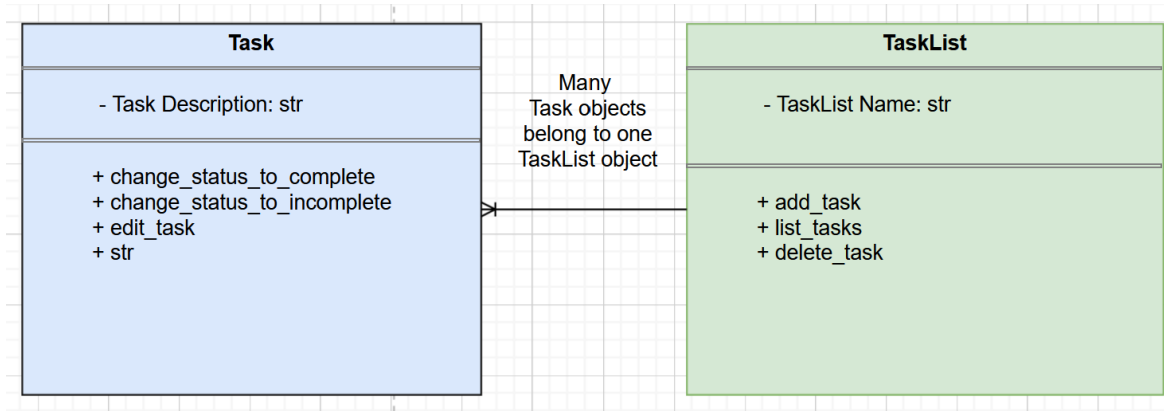 Task
- Task Description: str
+ change_status_to_complete
+ change_status_to_incomplete
+ edit_task
+ str
Many
Task objects
belong to one
TaskList object
TaskList
- TaskList Name: str
+ add_task
+ list_tasks
+ delete_task